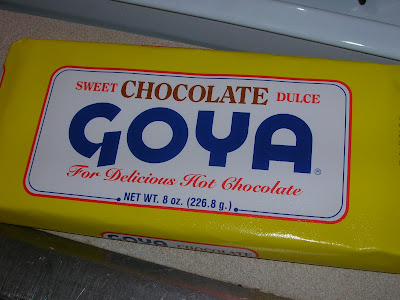 SWEET CHOCOLATE DULCE
GOYA®
For Delicious Hot Chocolate
NET WT. 8 oz. (226.8 g.)
GOYA CHOCOLATE